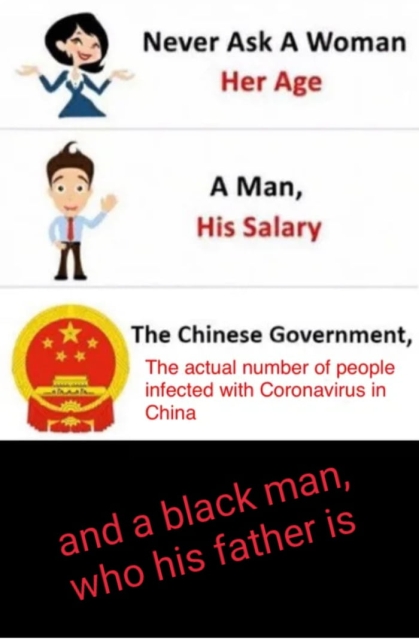 Never Ask A Woman
Her Age
A Man,
His Salary
The Chinese Government,
The actual number of people
infected with Coronavirus in
China
and a black man,
who his father is